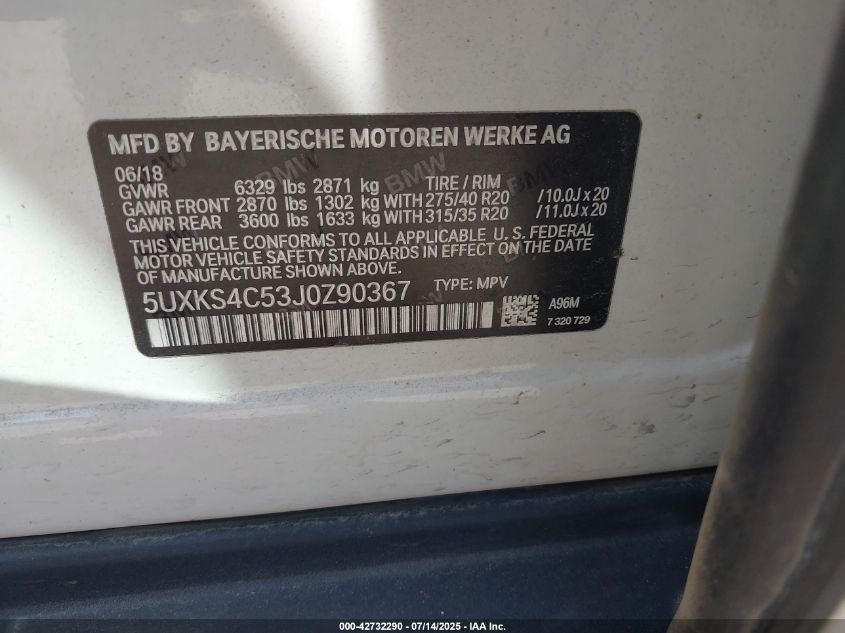 MFD BY BAYERISCHE MOTOREN WERKE AG
06/18
GVWR 6329 lbs 2871 kg TIRE / RIM
GAWR FRONT 2870 lbs 1302 kg WITH 275/40 R20 /10.0J x 20
GAWR REAR 3600 lbs 1633 kg WITH 315/35 R20 /11.0J x 20
THIS VEHICLE CONFORMS TO ALL APPLICABLE U. S. FEDERAL
MOTOR VEHICLE SAFETY STANDARDS IN EFFECT ON THE DATE
OF MANUFACTURE SHOWN ABOVE.
5UXKS4C53J0Z90367 TYPE: MPV
A96M
7 320 729
000-42732290 - 07/14/2025 - IAA Inc.